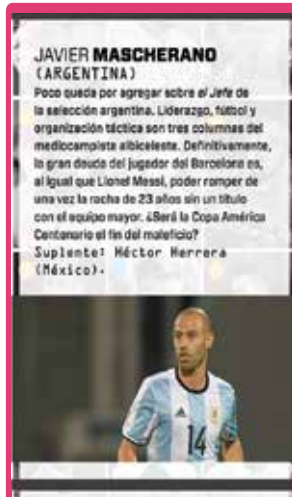 JAVIER MASCHERANO
(ARGENTINA)
Poco queda por agregar sobre el Jefe de
la selección argentina. Liderazgo, fútbol y
organización táctica son tres columnas del
mediocampista albiceleste. Definitivamente,
la gran deuda del jugador del Barcelona es,
al igual que Lionel Messi, poder romper de
una vez la racha de 23 años sin un título
con el equipo mayor. ¿Será la Copa América
Centenario el fin del maleficio?
Suplente: Héctor Herrera
(México).
14